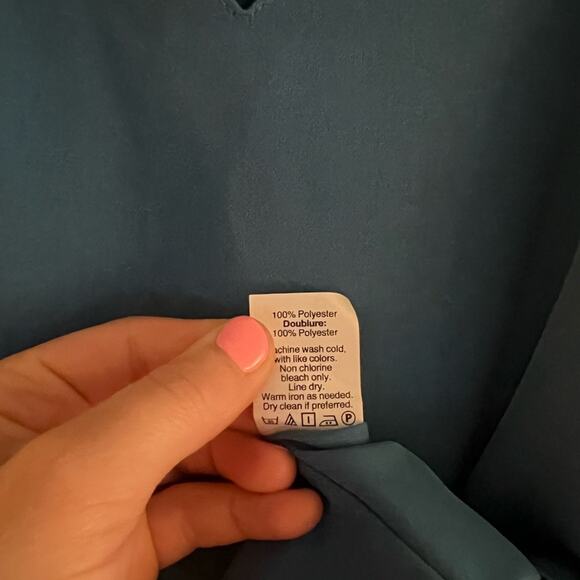 100% Polyester
Doublure:
100% Polyester
achine wash cold,
with like colors.
Non chlorine
bleach only.
Line dry.
Warm iron as needed.
Dry clean if preferred.
P